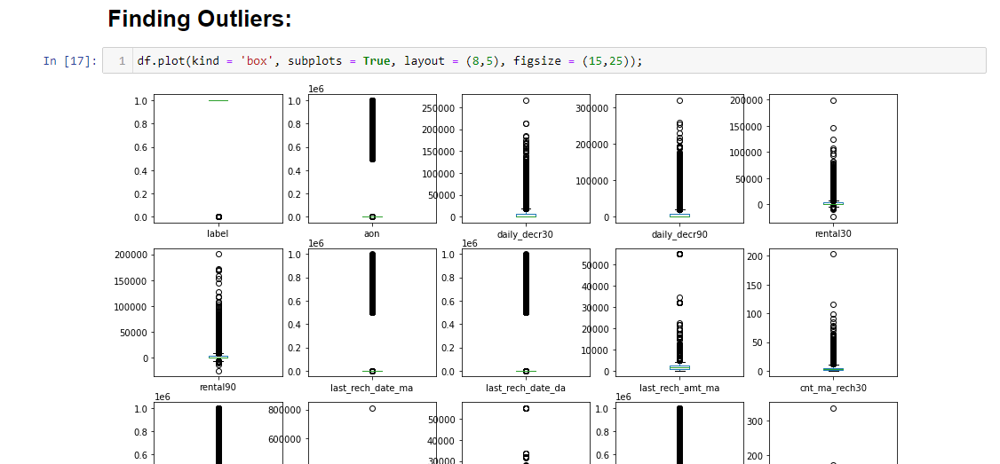 Finding Outliers:
In [17]: 1 df.plot(kind = 'box', subplots = True, layout = (8,5), figsize = (15,25));
1e6
1.0 0.8 0.6 0.4 0.2 0.0
label
1.0 0.8 0.6 0.4 0.2 0.0
aon
250000 200000 150000 100000 50000 0
daily_decr30
300000 200000 100000 0
daily_decr90
200000 150000 100000 50000 0
rental30
200000 150000 100000 50000 0
rental90
1e6
1.0 0.8 0.6 0.4 0.2 0.0
last_rech_date_ma
1e6
1.0 0.8 0.6 0.4 0.2 0.0
last_rech_date_da
50000 40000 30000 20000 10000 0
last_rech_amt_ma
200 150 100 50 0
cnt_ma_rech30
1e6
1.0 0.8 0.6
800000 600000
50000 40000 30000
1e6
1.0 0.8 0.6
300 200